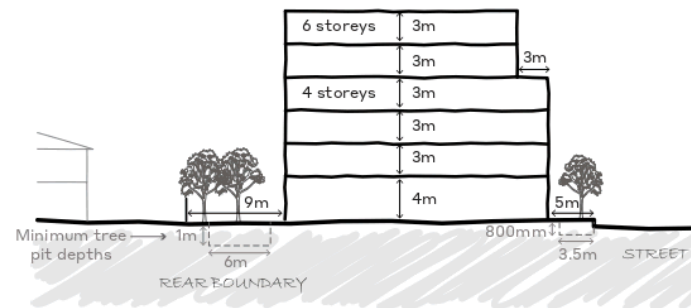 6 storeys
3m
3m
3m
4 storeys
3m
3m
3m
9m
4m
5m
Minimum tree
pit depths
1m
800mm
6m
3.5m
STREET
REAR BOUNDARY